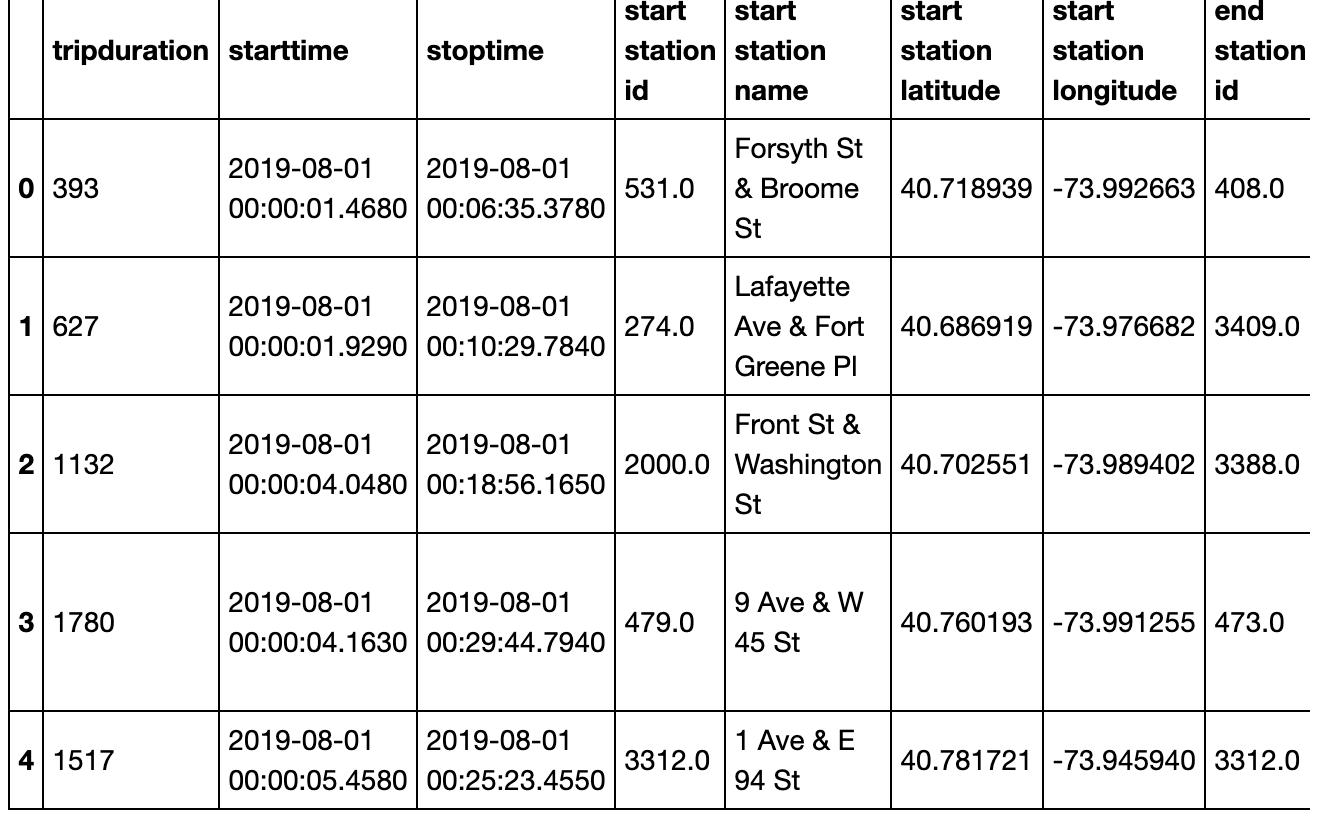 tripduration starttime stoptime start station id start station name start station latitude start station longitude end station id
0 393 2019-08-01 00:00:01.4680 2019-08-01 00:06:35.3780 531.0 Forsyth St & Broome St 40.718939 -73.992663 408.0
1 627 2019-08-01 00:00:01.9290 2019-08-01 00:10:29.7840 274.0 Lafayette Ave & Fort Greene Pl 40.686919 -73.976682 3409.0
2 1132 2019-08-01 00:00:04.0480 2019-08-01 00:18:56.1650 2000.0 Front St & Washington St 40.702551 -73.989402 3388.0
3 1780 2019-08-01 00:00:04.1630 2019-08-01 00:29:44.7940 479.0 9 Ave & W 45 St 40.760193 -73.991255 473.0
4 1517 2019-08-01 00:00:05.4580 2019-08-01 00:25:23.4550 3312.0 1 Ave & E 94 St 40.781721 -73.945940 3312.0